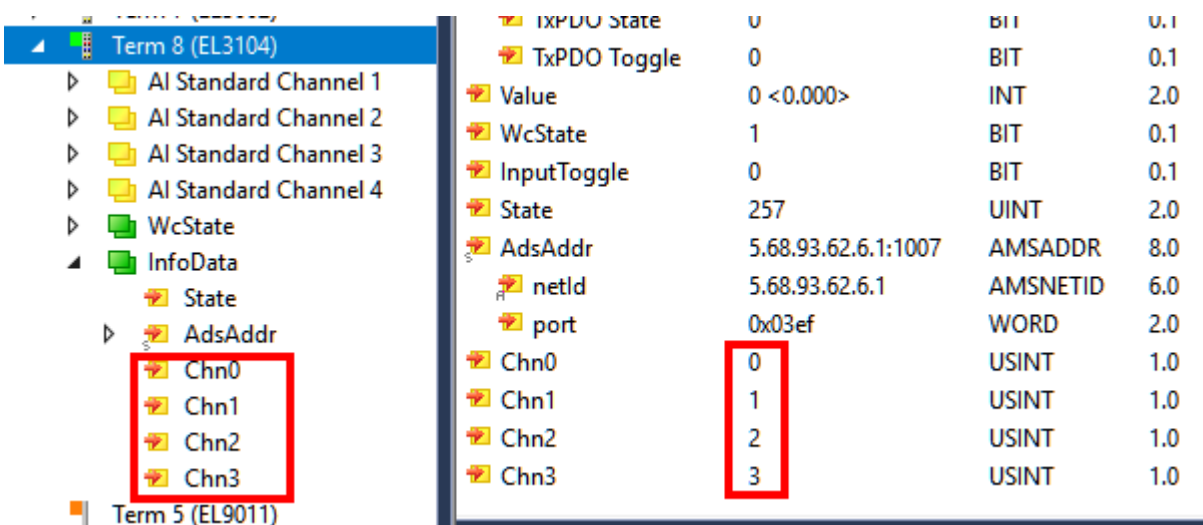 Term 8 (EL3104)
AI Standard Channel 1
AI Standard Channel 2
AI Standard Channel 3
AI Standard Channel 4
WcState
InfoData
State
AdsAddr
Chn0
Chn1
Chn2
Chn3
Term 5 (EL9011)
TxPDO State 0 BIT 0.1
TxPDO Toggle 0 BIT 0.1
Value 0 <0.000> INT 2.0
WcState 1 BIT 0.1
InputToggle 0 BIT 0.1
State 257 UINT 2.0
AdsAddr 5.68.93.62.6.1:1007 AMSADDR 8.0
netId 5.68.93.62.6.1 AMSNETID 6.0
port 0x03ef WORD 2.0
Chn0 0 USINT 1.0
Chn1 1 USINT 1.0
Chn2 2 USINT 1.0
Chn3 3 USINT 1.0